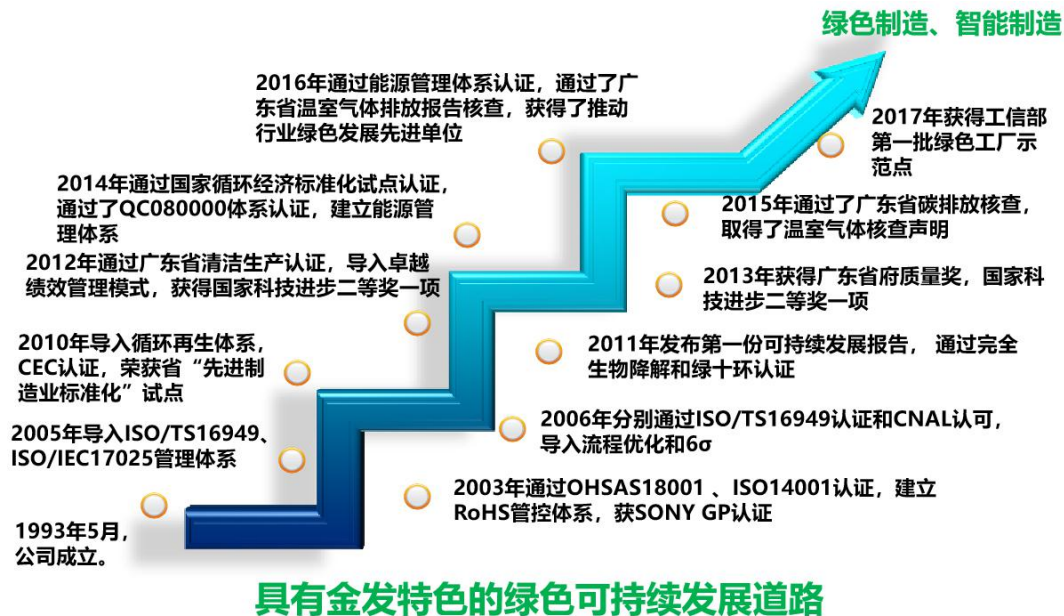 绿色制造、智能制造
2016年通过能源管理体系认证，通过了广
东省温室气体排放报告核查，获得了推动
行业绿色发展先进单位
2017年获得工信部
第一批绿色工厂示
范点
2014年通过国家循环经济标准化试点认证，
通过了QC080000体系认证，建立能源管
理体系
2015年通过了广东省碳排放核查，
取得了温室气体核查声明
2012年通过广东省清洁生产认证，导入卓越
绩效管理模式，获得国家科技进步二等奖一项
2013年获得广东省府质量奖，国家科
技进步二等奖一项
2010年导入循环再生体系，
CEC认证，荣获省“先进制
造业标准化”试点
2011年发布第一份可持续发展报告， 通过完全
生物降解和绿十环认证
2005年导入ISO/TS16949、
ISO/IEC17025管理体系
2006年分别通过ISO/TS16949认证和CNAL认可，
导入流程优化和6σ
2003年通过OHSAS18001 、ISO14001认证，建立
RoHS管控体系，获SONY GP认证
1993年5月，
公司成立。
具有金发特色的绿色可持续发展道路